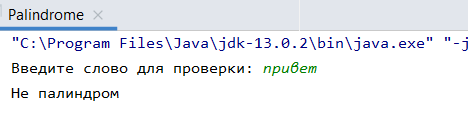 Palindrome ×
"C:\Program Files\Java\jdk-13.0.2\bin\java.exe" "-j
Введите слово для проверки: привет
Не палиндром